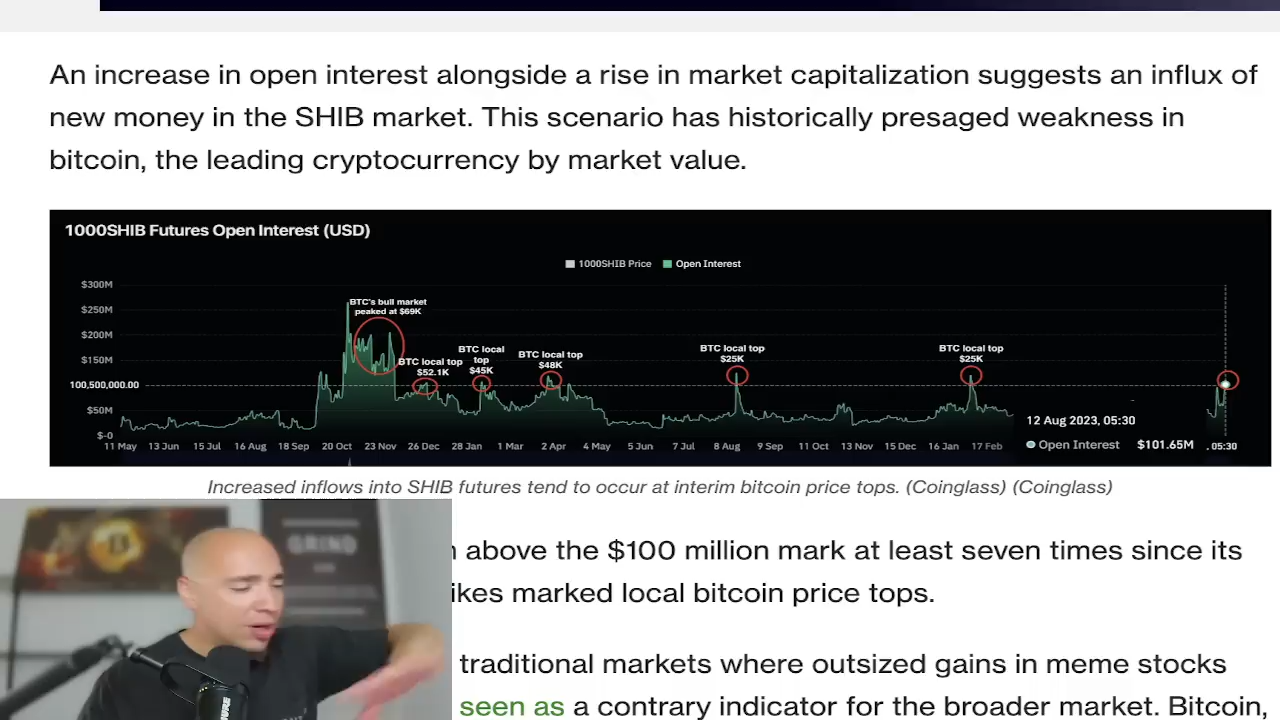 An increase in open interest alongside a rise in market capitalization suggests an influx of
new money in the SHIB market. This scenario has historically presaged weakness in
bitcoin, the leading cryptocurrency by market value.
1000SHIB Futures Open Interest (USD)
1000SHIB Price Open Interest
$300M
$250M
$200M
$150M
100,500,000.00
$50M
$-0
BTC's bull market
peaked at $69K
BTC local top
$52.1K
BTC local
top
$45K
BTC local top
$48K
BTC local top
$25K
BTC local top
$25K
12 Aug 2023, 05:30
Open Interest $101.65M
11 May 13 Jun 15 Jul 16 Aug 18 Sep 20 Oct 23 Nov 26 Dec 28 Jan 1 Mar 2 Apr 4 May 5 Jun 7 Jul 8 Aug 9 Sep 11 Oct 13 Nov 15 Dec 16 Jan 17 Feb , 05:30
Increased inflows into SHIB futures tend to occur at interim bitcoin price tops. (Coinglass) (Coinglass)
above the $100 million mark at least seven times since its
ikes marked local bitcoin price tops.
traditional markets where outsized gains in meme stocks
seen as a contrary indicator for the broader market. Bitcoin,
GRIND
SHURE